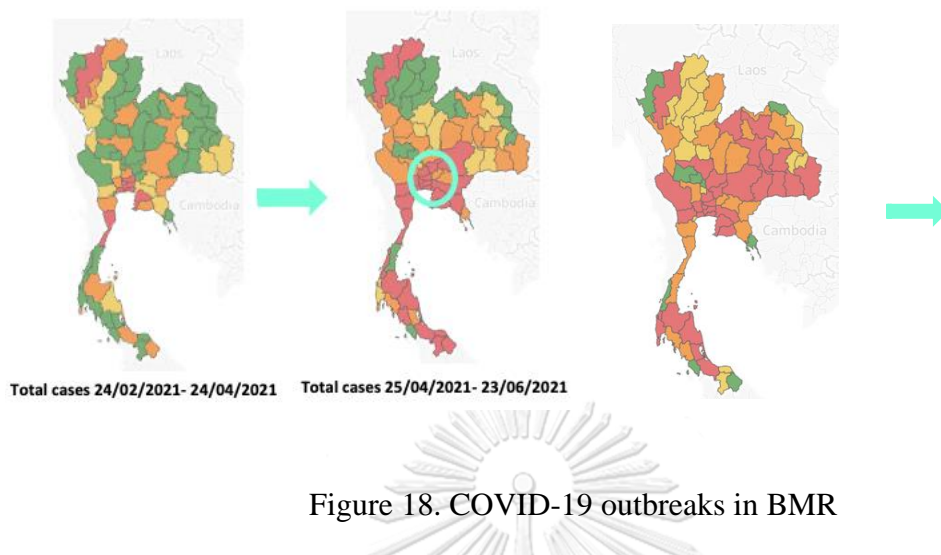 Laos
Laos
Laos
Cambodia
Cambodia
Cambodia
Total cases 24/02/2021- 24/04/2021
Total cases 25/04/2021- 23/06/2021
Figure 18. COVID-19 outbreaks in BMR